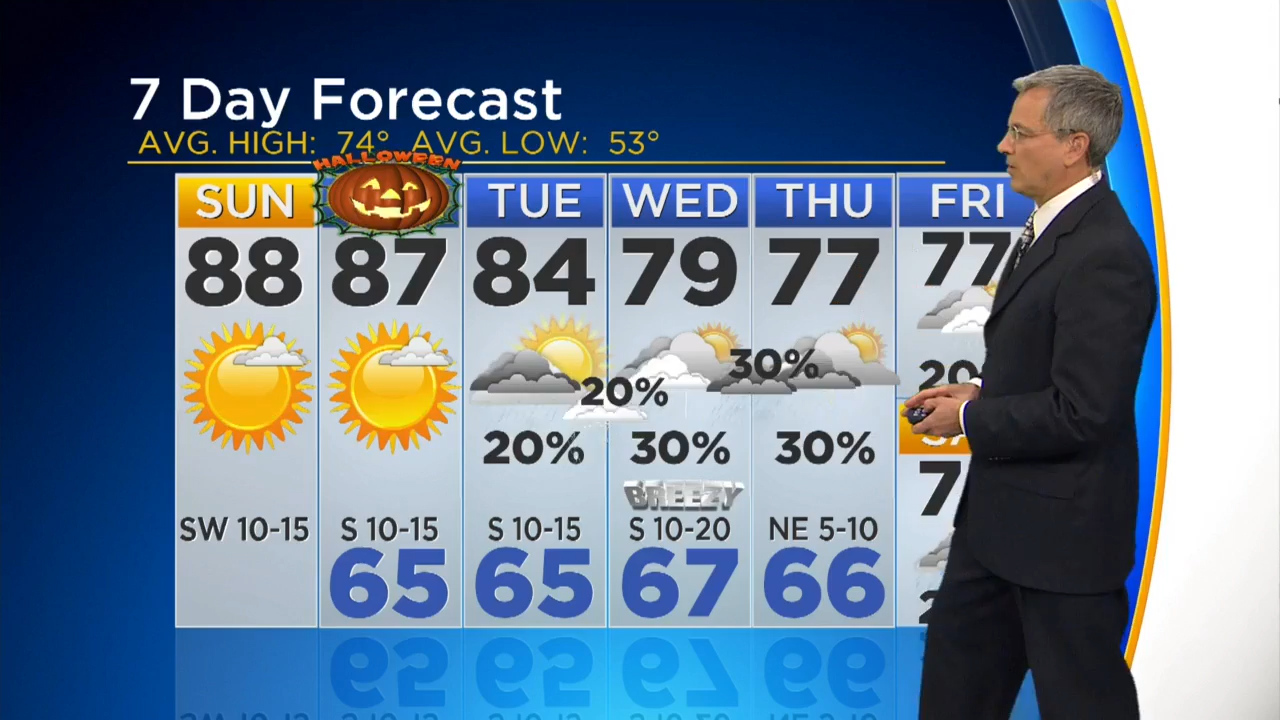 7 Day Forecast
AVG. HIGH: 74° AVG. LOW: 53°
HALLOWEEN
SUN TUE WED THU FRI
88 87 84 79 77 77
30%
20% 20
20% 30% 30%
BREEZY
SW 10-15 S 10-15 S 10-15 S 10-20 NE 5-10
65 65 67 66